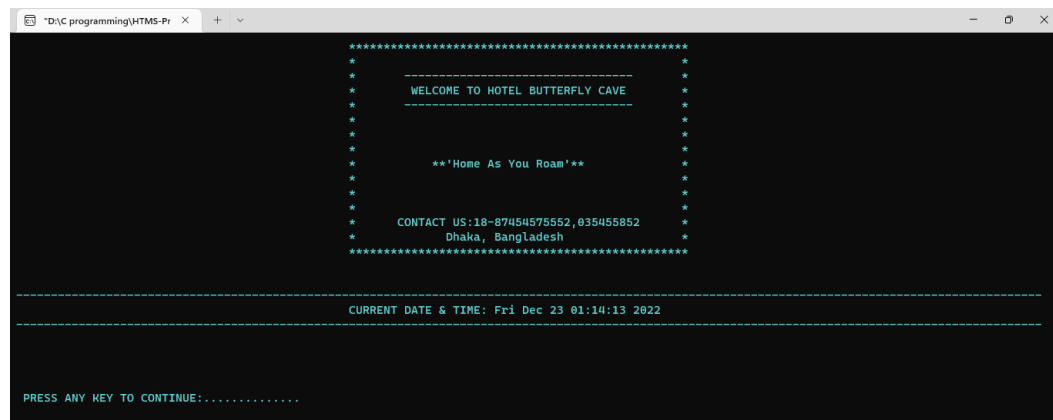 "D:\C programming\HTMS-Pr
*************************************************
* *
* --------------------------------- *
* WELCOME TO HOTEL BUTTERFLY CAVE *
* --------------------------------- *
* *
* *
* *
* **'Home As You Roam'** *
* *
* *
* *
* CONTACT US:18-87454575552,035455852 *
* Dhaka, Bangladesh *
*************************************************
----------------------------------------------------------------------------------------------------------------------------------------------------
CURRENT DATE & TIME: Fri Dec 23 01:14:13 2022
----------------------------------------------------------------------------------------------------------------------------------------------------
PRESS ANY KEY TO CONTINUE:..............